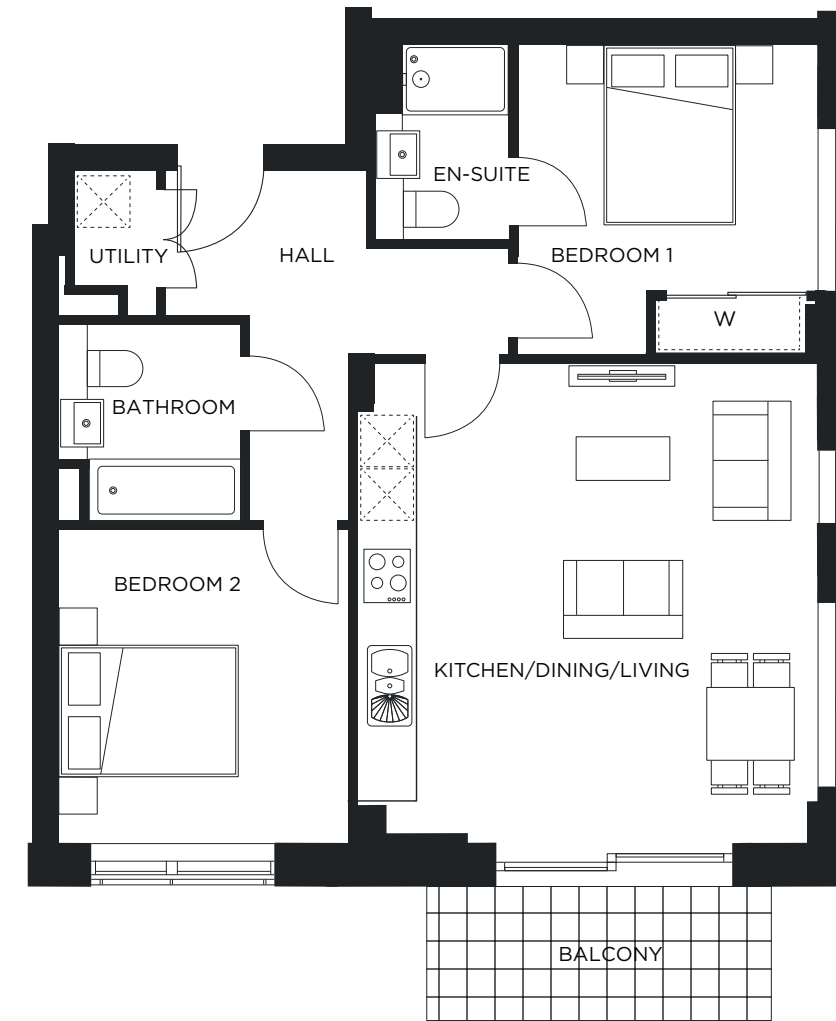 EN-SUITE
UTILITY
HALL
BEDROOM 1
W
BATHROOM
BEDROOM 2
KITCHEN/DINING/LIVING
BALCONY